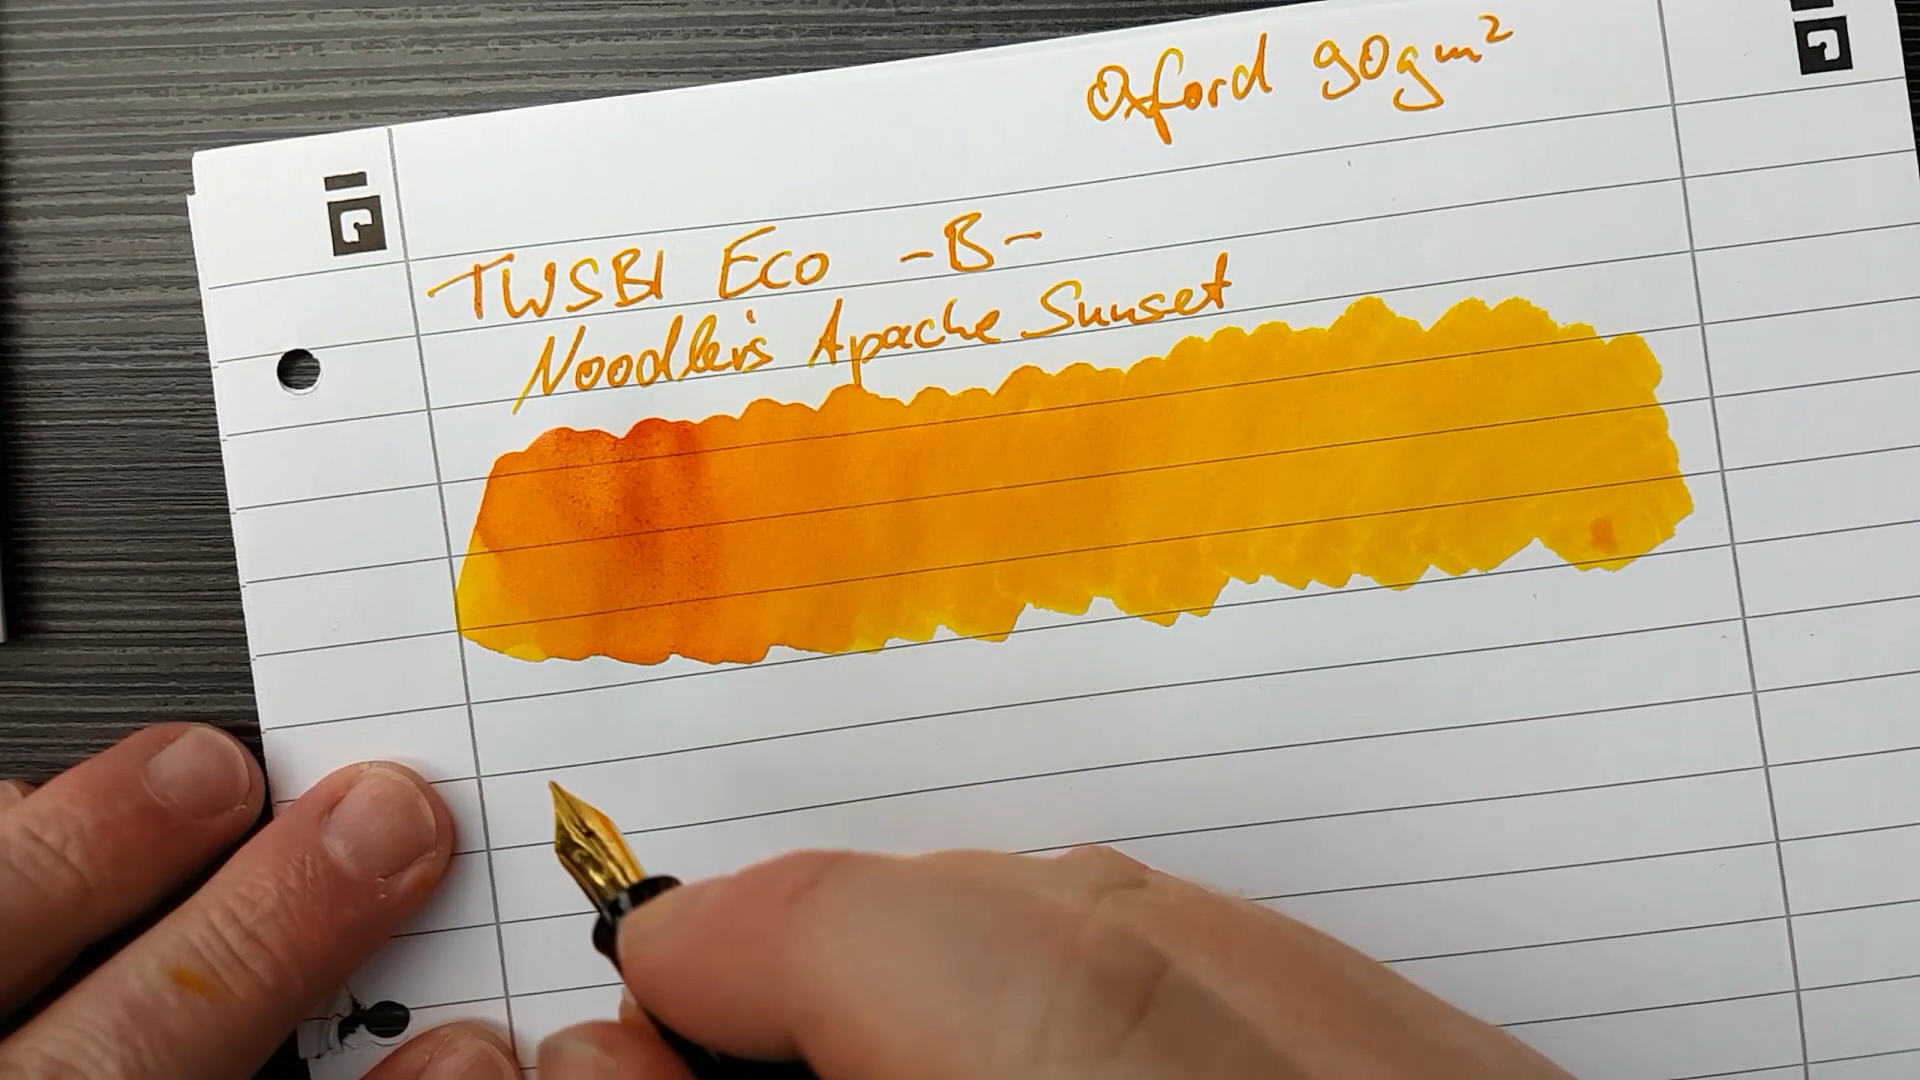 Oxford 90gm²
TWSBI Eco -B-
Noodler's Apache Sunset